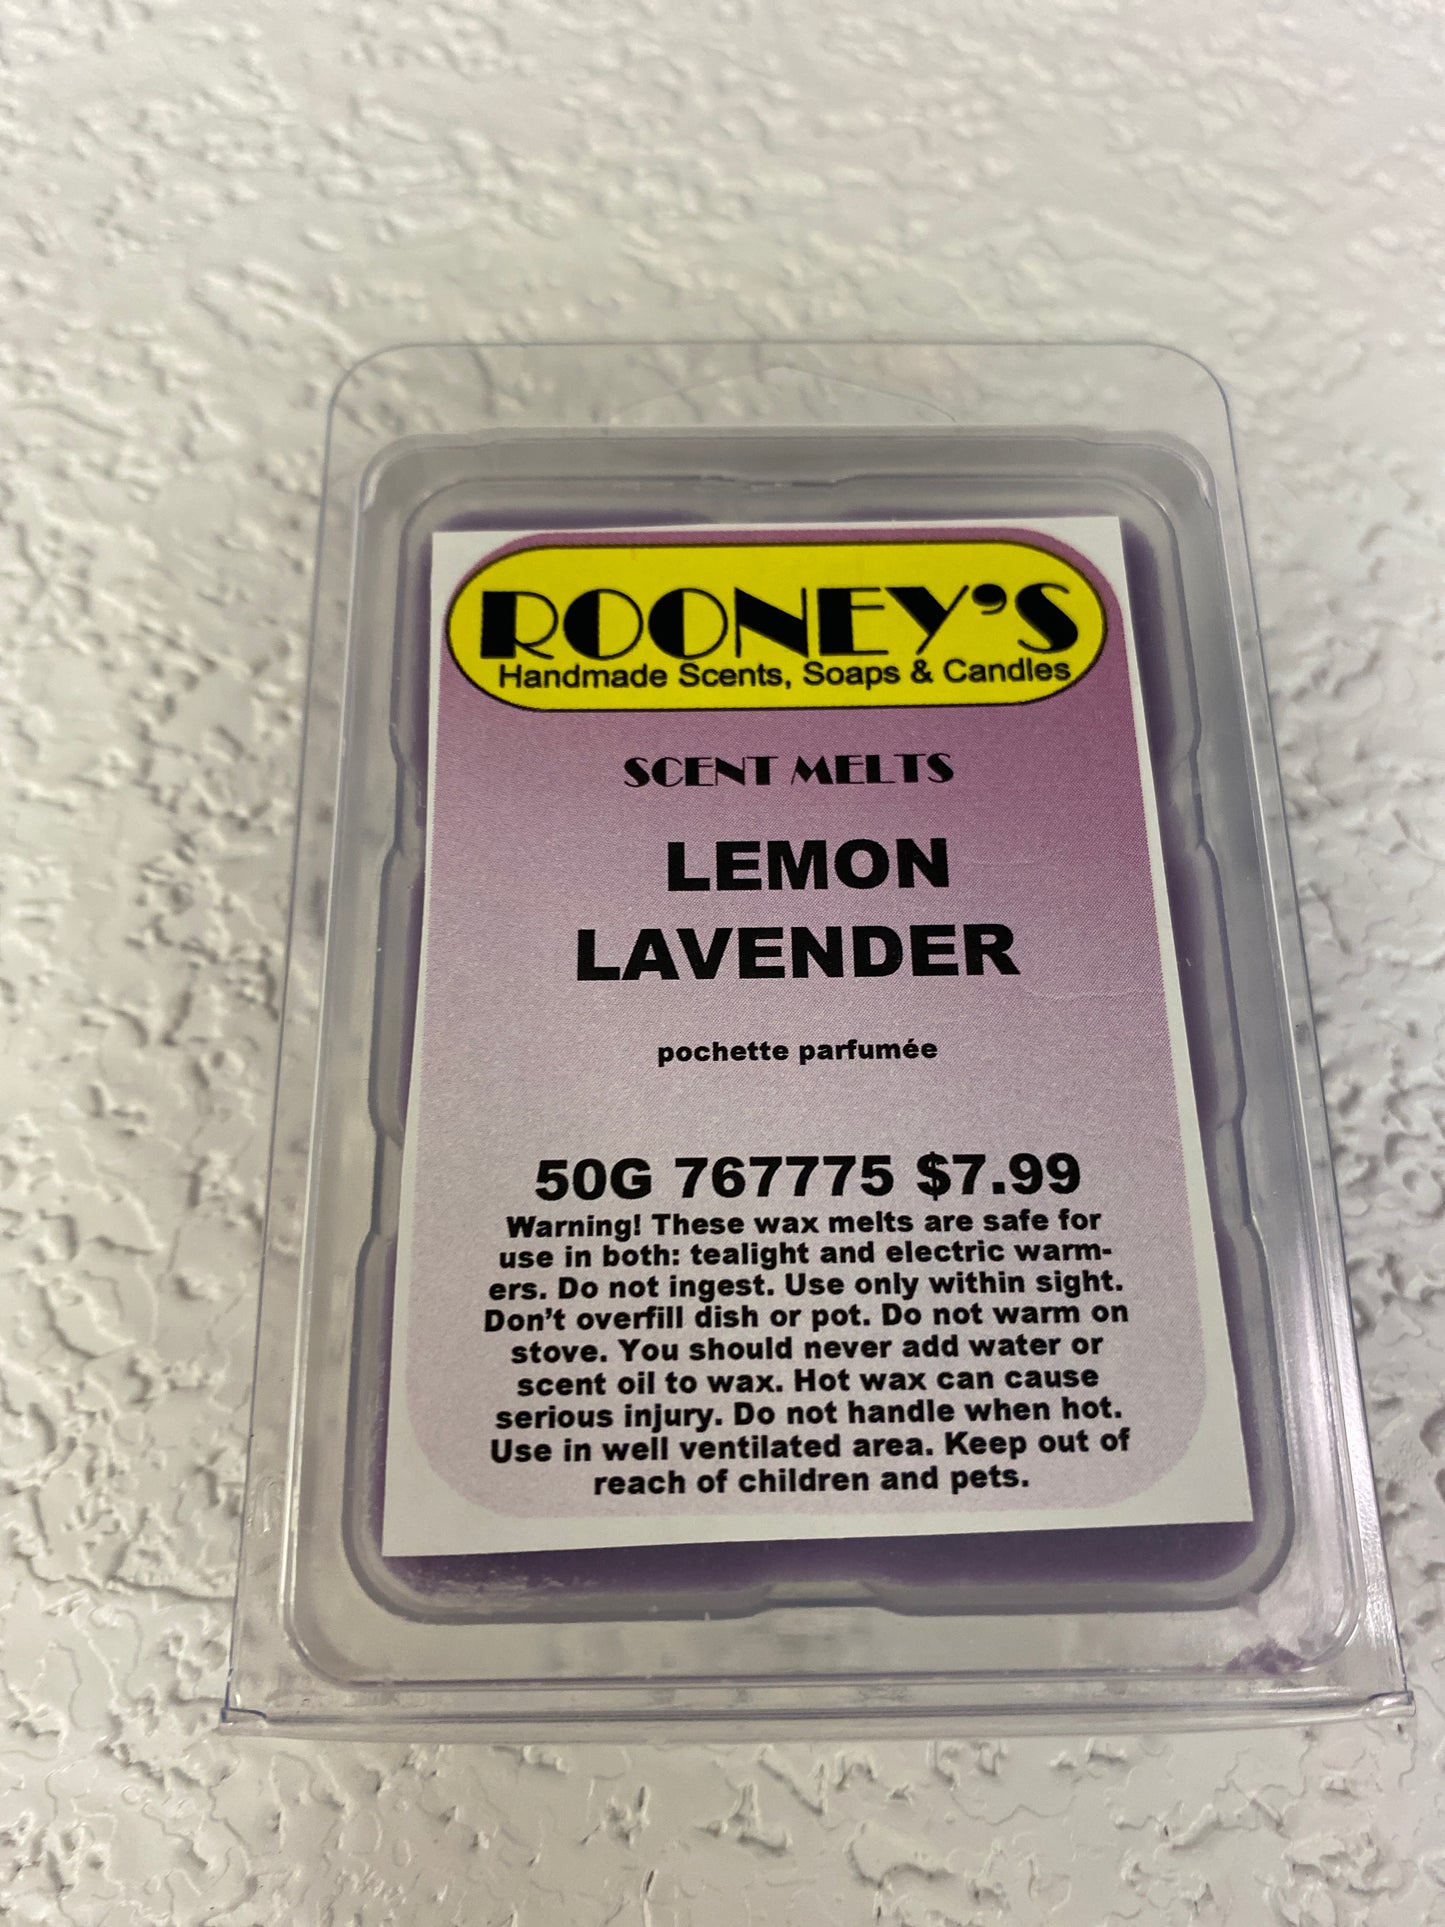 ROONEY'S
Handmade Scents, Soaps & Candles
SCENT MELTS
LEMON
LAVENDER
pochette parfumée
50G 767775 $7.99
Warning! These wax melts are safe for
use in both: tealight and electric warm-
ers. Do not ingest. Use only within sight.
Don't overfill dish or pot. Do not warm on
stove. You should never add water or
scent oil to wax. Hot wax can cause
serious injury. Do not handle when hot.
Use in well ventilated area. Keep out of
reach of children and pets.